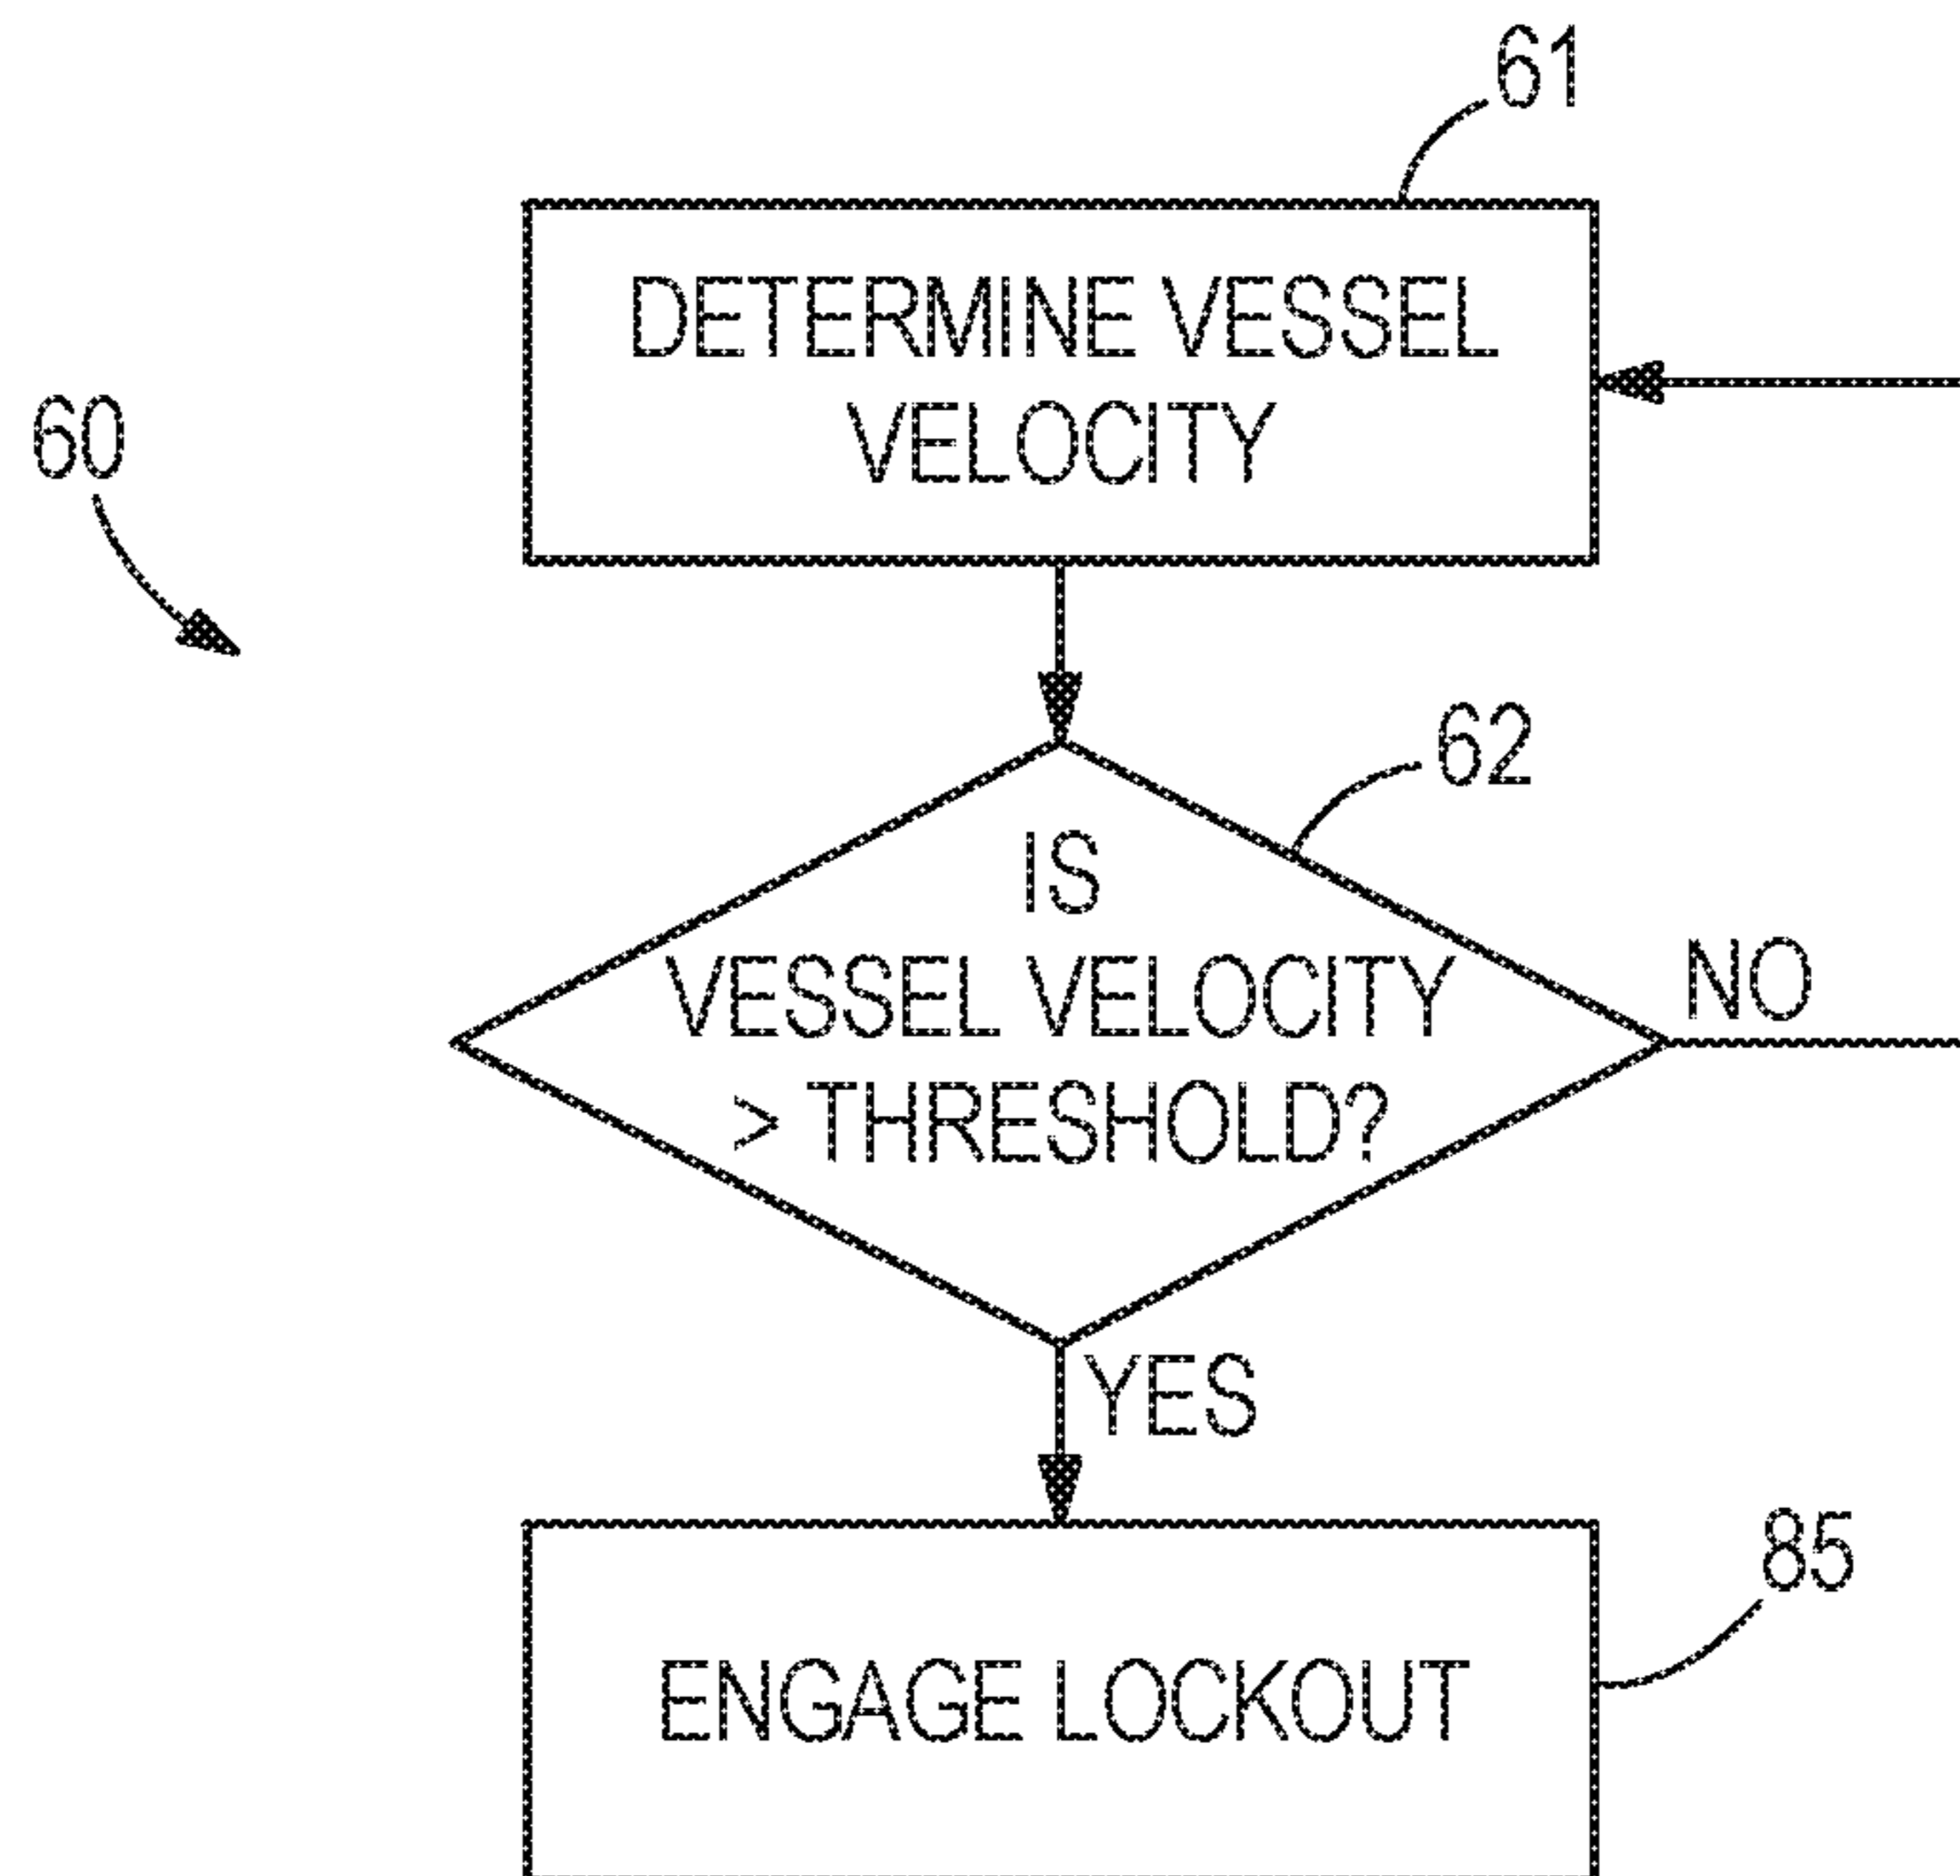 61
DETERMINE VESSEL
VELOCITY
60
62
IS
VESSEL VELOCITY
> THRESHOLD?
NO
YES
85
ENGAGE LOCKOUT